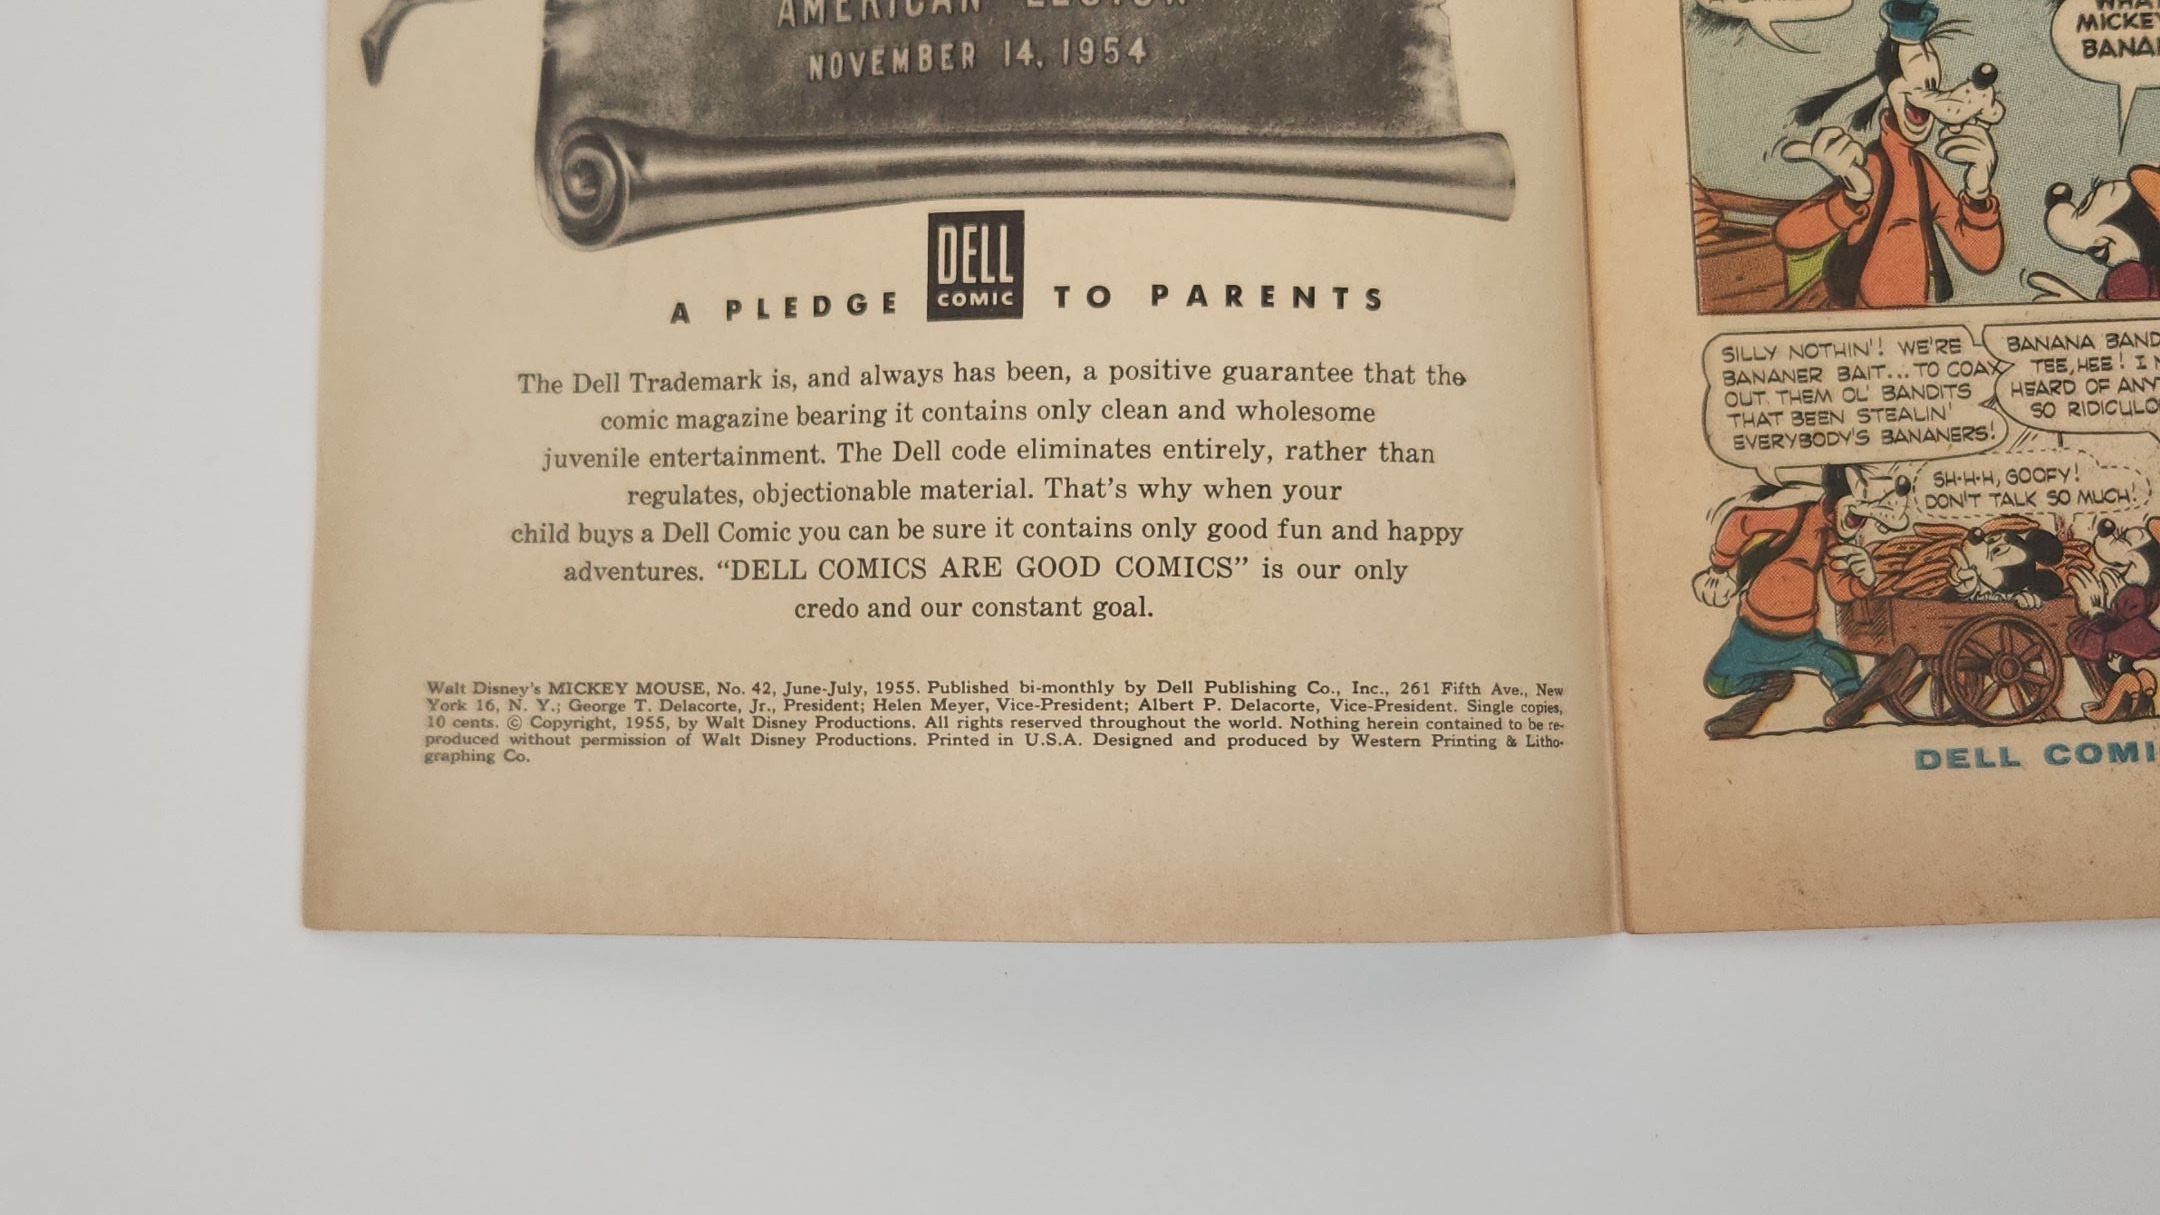 AMERICAN LEGION
NOVEMBER 14, 1954
DELL
COMIC
A PLEDGE TO PARENTS
The Dell Trademark is, and always has been, a positive guarantee that the
comic magazine bearing it contains only clean and wholesome
juvenile entertainment. The Dell code eliminates entirely, rather than
regulates, objectionable material. That's why when your
child buys a Dell Comic you can be sure it contains only good fun and happy
adventures. “DELL COMICS ARE GOOD COMICS” is our only
credo and our constant goal.
Walt Disney's MICKEY MOUSE, No. 42, June-July, 1955. Published bi-monthly by Dell Publishing Co., Inc., 261 Fifth Ave., New
York 16, N. Y.; George T. Delacorte, Jr., President; Helen Meyer, Vice-President; Albert P. Delacorte, Vice-President. Single copies,
10 cents. © Copyright, 1955, by Walt Disney Productions. All rights reserved throughout the world. Nothing herein contained to be re-
produced without permission of Walt Disney Productions. Printed in U.S.A. Designed and produced by Western Printing & Litho-
graphing Co.
SILLY NOTHIN'! WE'RE
BANANER BAIT...TO COAX
OUT THEM OL' BANDITS
THAT BEEN STEALIN'
EVERYBODY'S BANANERS!
BANANA
TEE, HEE! I
HEARD OF
SO
SH-H-H, GOOFY!
DON'T TALK SO MUCH!
DELL